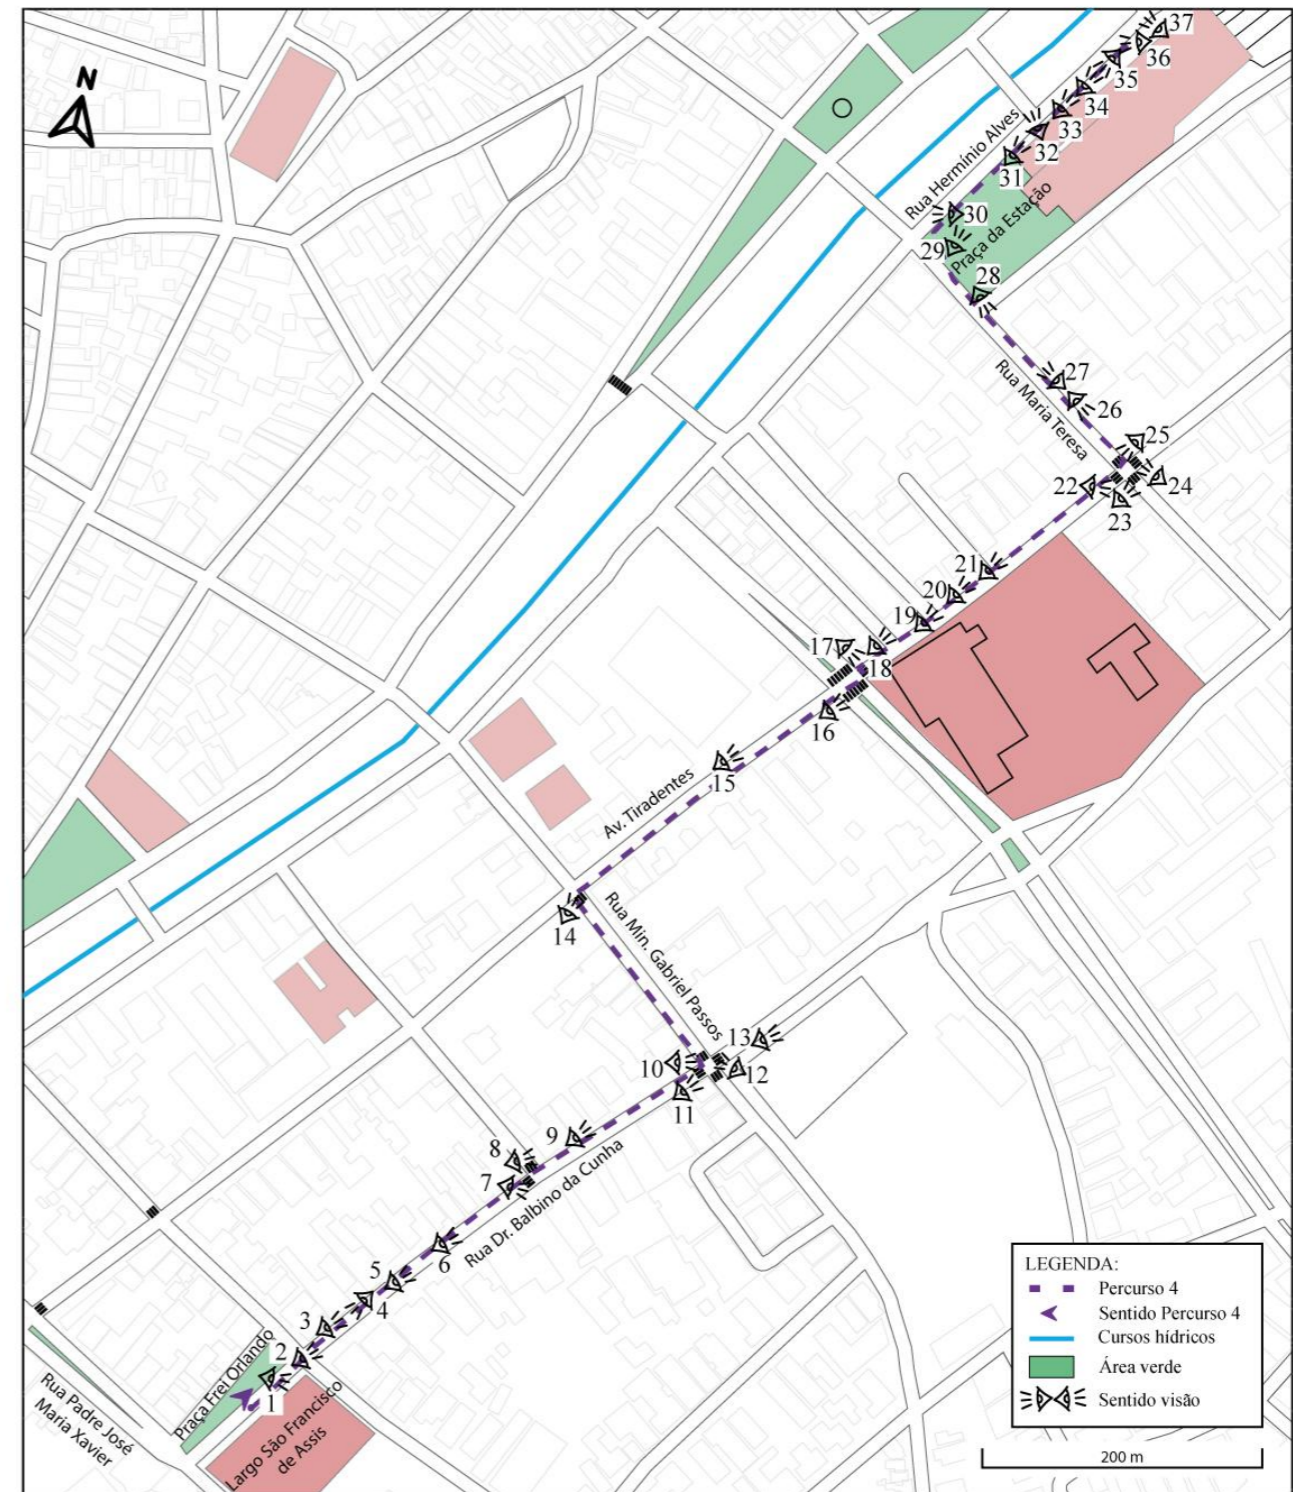 N
37
36
35
34
33
32
31
Rua Hermínio Alves
30
Praça da Estação
29
28
27
Rua Maria Teresa
26
25
22
24
23
21
20
19
17
18
16
15
Av. Tiradentes
14
Rua Min. Gabriel Passos
13
10
12
11
9
8
7
Rua Dr. Balbino da Cunha
6
5
4
3
2
1
Praça Frei Orlando
Rua Padre José
Maria Xavier
Largo São Francisco
de Assis
LEGENDA:
Percurso 4
Sentido Percurso 4
Cursos hídricos
Área verde
Sentido visão
200 m